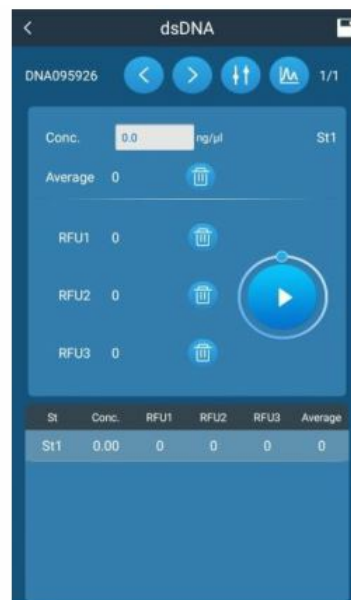 dsDNA
DNA095926 1/1
Conc. 0.0 ng/µl St1
Average 0
RFU1 0
RFU2 0
RFU3 0
St Conc. RFU1 RFU2 RFU3 Average
St1 0.00 0 0 0 0